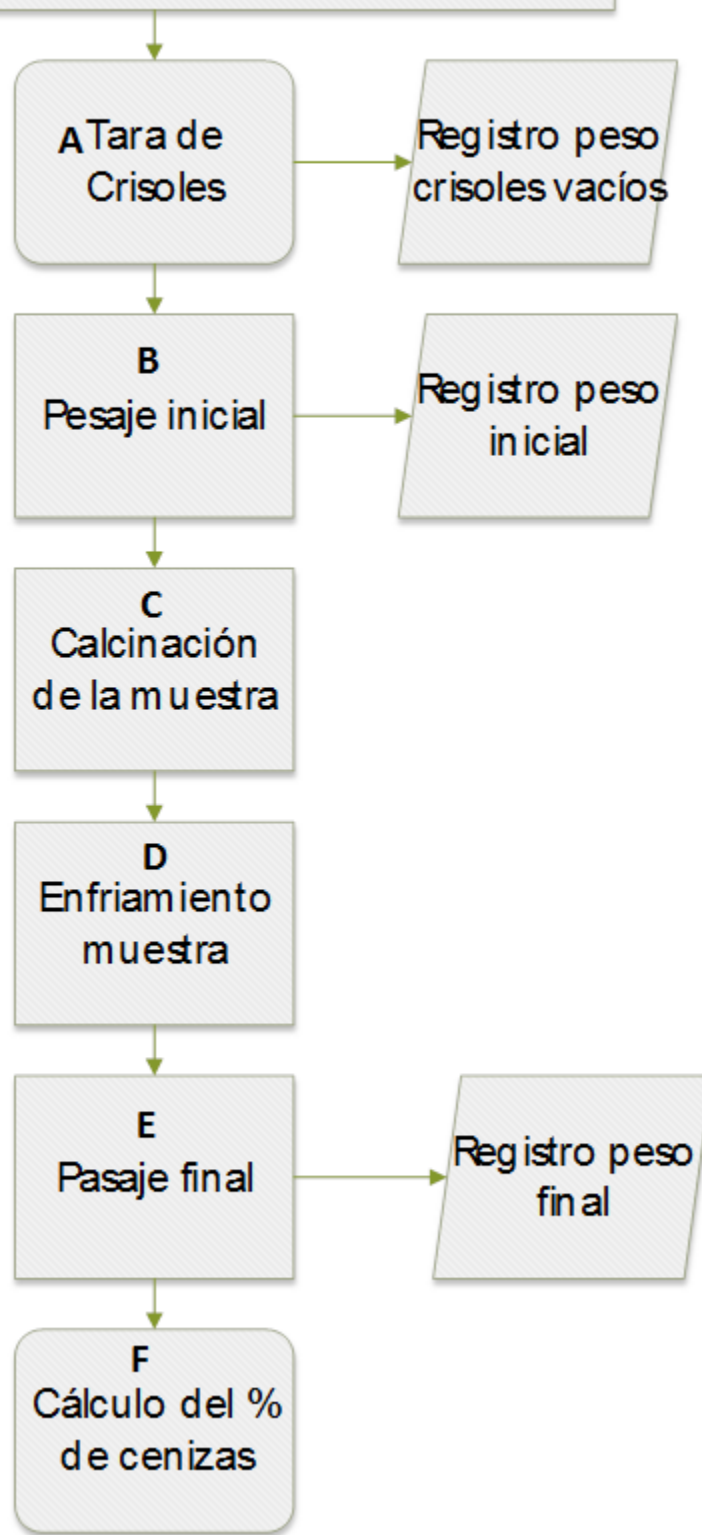 A Tara de
Crisoles
Registro peso
crisoles vacíos
B
Pesaje inicial
Registro peso
inicial
C
Calcinación
de la muestra
D
Enfriamiento
muestra
E
Pasaje final
Registro peso
final
F
Cálculo del %
de cenizas